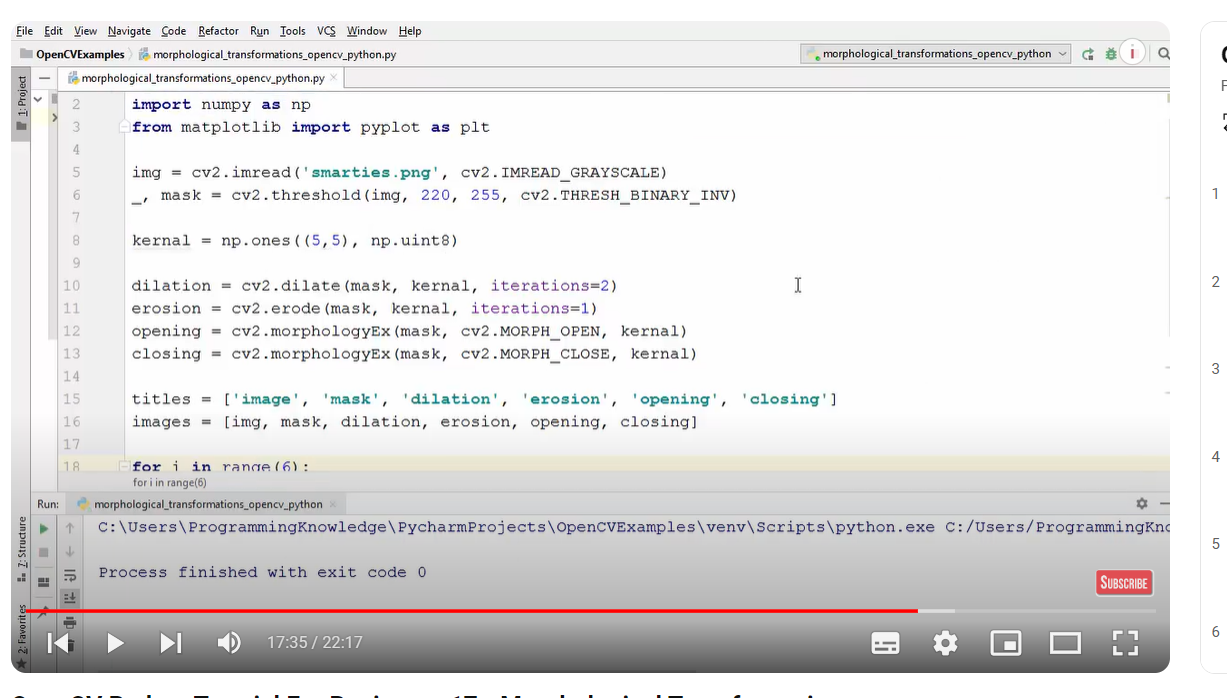 File Edit View Navigate Code Refactor Run Tools VCS Window Help
OpenCVExamples morphological_transformations_opencv_python.py
morphological_transformations_opencv_python
1: Project
morphological_transformations_opencv_python.py
2 import numpy as np
3 from matplotlib import pyplot as plt
4
5 img = cv2.imread('smarties.png', cv2.IMREAD_GRAYSCALE)
6 _, mask = cv2.threshold(img, 220, 255, cv2.THRESH_BINARY_INV)
7
8 kernal = np.ones((5,5), np.uint8)
9
10 dilation = cv2.dilate(mask, kernal, iterations=2)
11 erosion = cv2.erode(mask, kernal, iterations=1)
12 opening = cv2.morphologyEx(mask, cv2.MORPH_OPEN, kernal)
13 closing = cv2.morphologyEx(mask, cv2.MORPH_CLOSE, kernal)
14
15 titles = ['image', 'mask', 'dilation', 'erosion', 'opening', 'closing']
16 images = [img, mask, dilation, erosion, opening, closing]
17
18 for i in range(6):
for i in range(6)
Run: morphological_transformations_opencv_python
C:\Users\ProgrammingKnowledge\PycharmProjects\OpenCVExamples\venv\Scripts\python.exe C:/Users/ProgrammingKno
Process finished with exit code 0
Z: Structure
2: Favorites
SUBSCRIBE
17:35 / 22:17
1
2
3
4
5
6